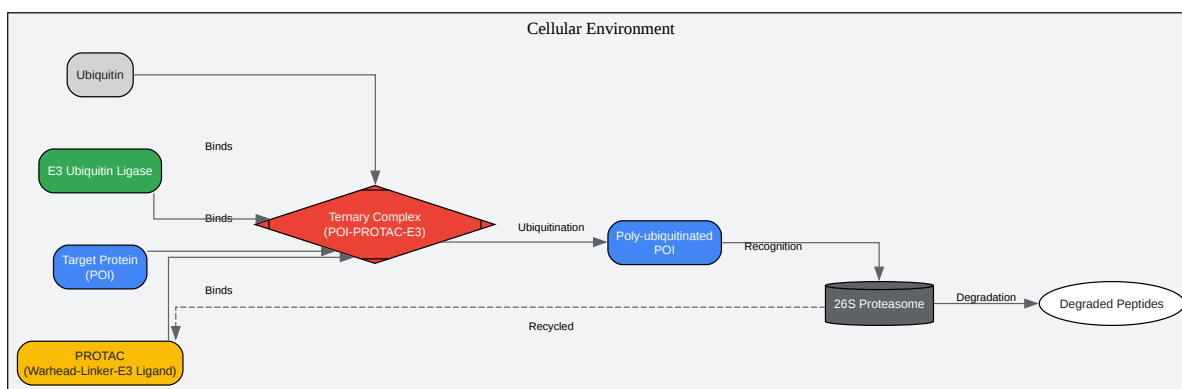 Cellular Environment
Ubiquitin
Binds
E3 Ubiquitin Ligase
Binds
Ternary Complex
(POI-PROTAC-E3)
Ubiquitination
Poly-ubiquitinated
POI
Recognition
Target Protein
(POI)
Binds
26S Proteasome
Degradation
Degraded Peptides
Recycled
PROTAC
(Warhead-Linker-E3 Ligand)